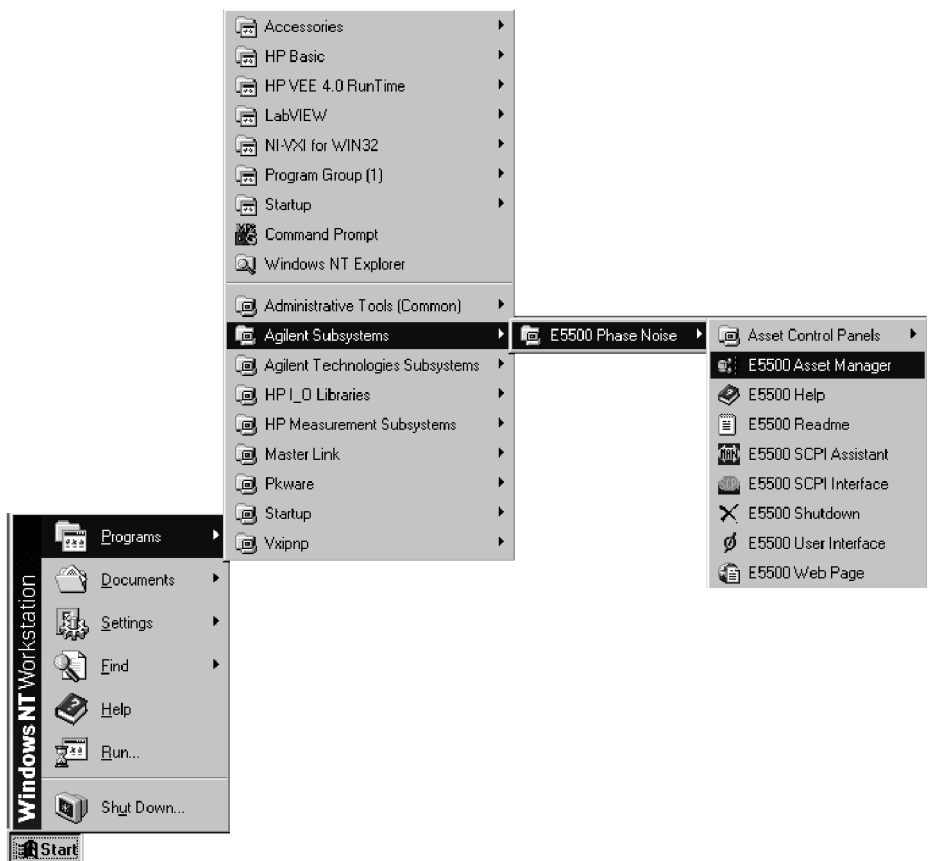 Accessories
HP Basic
HP VEE 4.0 RunTime
LabVIEW
NI-VXI for WIN32
Program Group (1)
Startup
Command Prompt
Windows NT Explorer
Administrative Tools (Common)
Agilent Subsystems
Agilent Technologies Subsystems
HP I_O Libraries
HP Measurement Subsystems
Master Link
Pkware
Startup
Vxipnp
E5500 Phase Noise
Asset Control Panels
E5500 Asset Manager
E5500 Help
E5500 Readme
E5500 SCPI Assistant
E5500 SCPI Interface
E5500 Shutdown
E5500 User Interface
E5500 Web Page
Windows NT Workstation
Programs
Documents
Settings
Find
Help
Run...
Shut Down...
Start